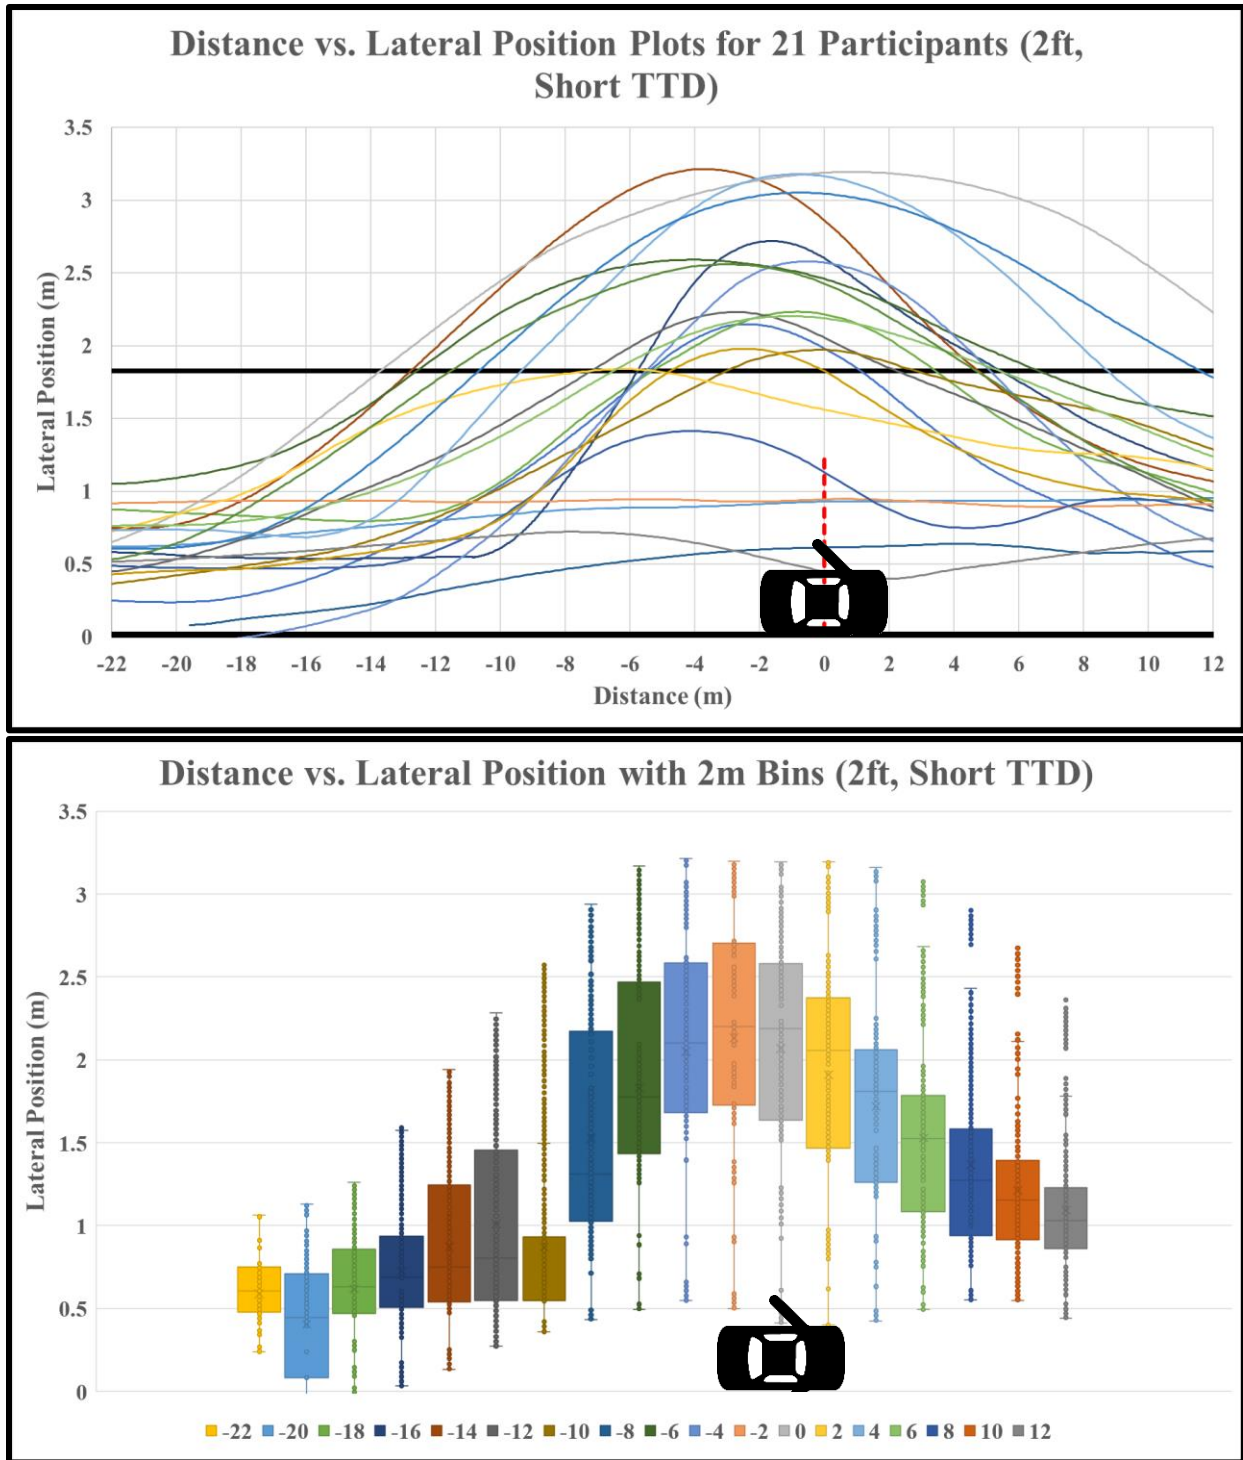 Distance vs. Lateral Position Plots for 21 Participants (2ft,
Short TTD)
3.5
3
2.5
2
1.5
1
0.5
0
Lateral Position (m)
-22 -20 -18 -16 -14 -12 -10 -8 -6 -4 -2 0 2 4 6 8 10 12
Distance (m)
Distance vs. Lateral Position with 2m Bins (2ft, Short TTD)
3.5
3
2.5
2
1.5
1
0.5
0
Lateral Position (m)
-22 -20 -18 -16 -14 -12 -10 -8 -6 -4 -2 0 2 4 6 8 10 12